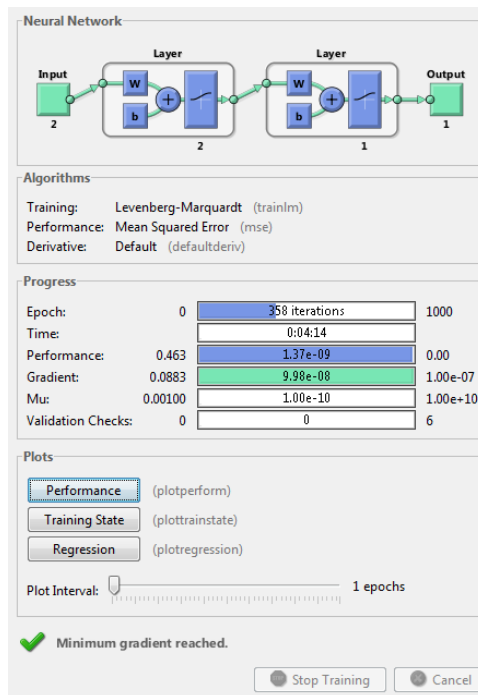 Neural Network
Layer Layer
Input Output
W W
b b
2 1
2 1
Algorithms
Training: Levenberg-Marquardt (trainlm)
Performance: Mean Squared Error (mse)
Derivative: Default (defaultderiv)
Progress
Epoch: 0 358 iterations 1000
Time: 0:04:14
Performance: 0.463 1.37e-09 0.00
Gradient: 0.0883 9.98e-08 1.00e-07
Mu: 0.00100 1.00e-10 1.00e+10
Validation Checks: 0 0 6
Plots
Performance (plotperform)
Training State (plottrainstate)
Regression (plotregression)
Plot Interval: 1 epochs
Minimum gradient reached.
Stop Training Cancel